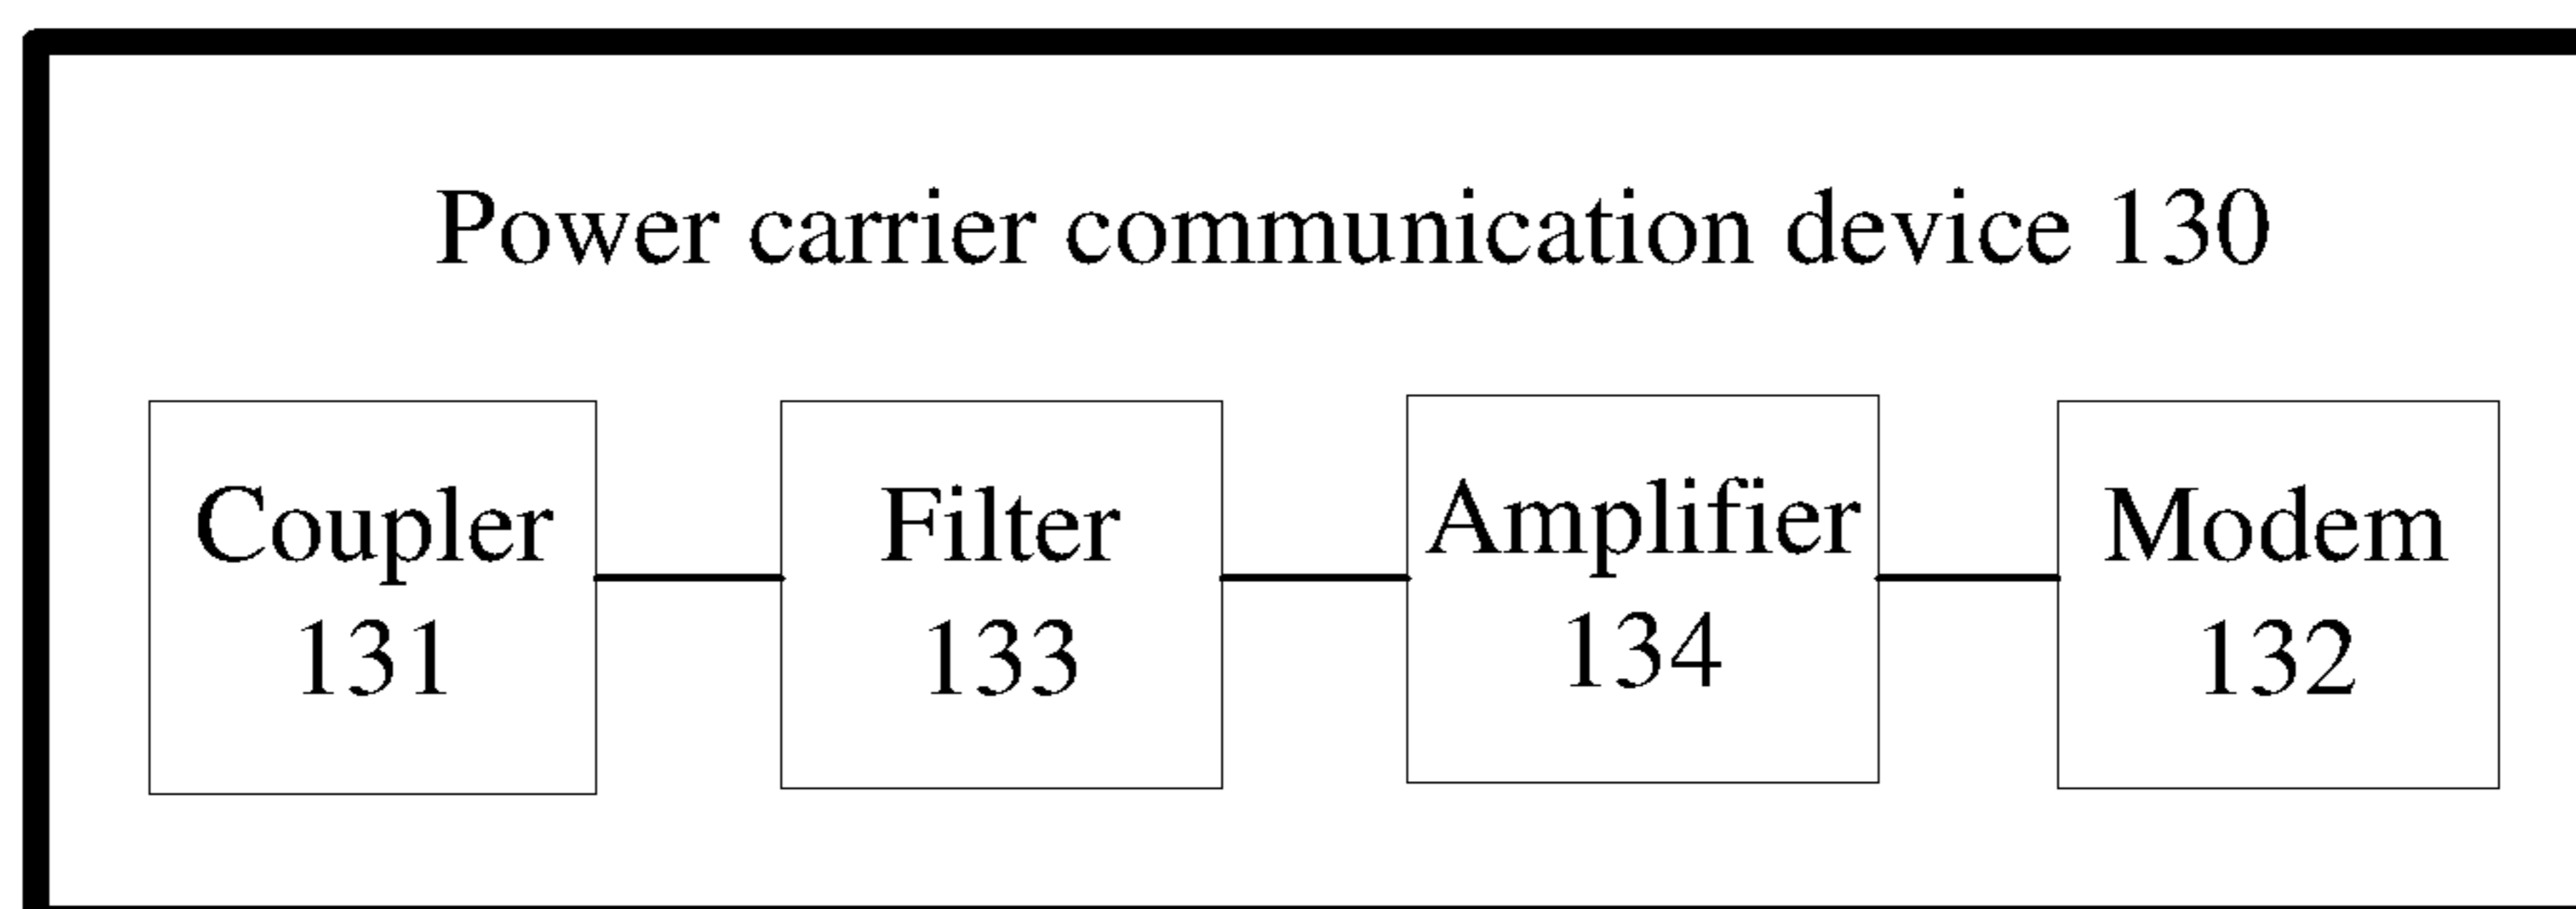 Power carrier communication device 130
Coupler
131
Filter
133
Amplifier
134
Modem
132